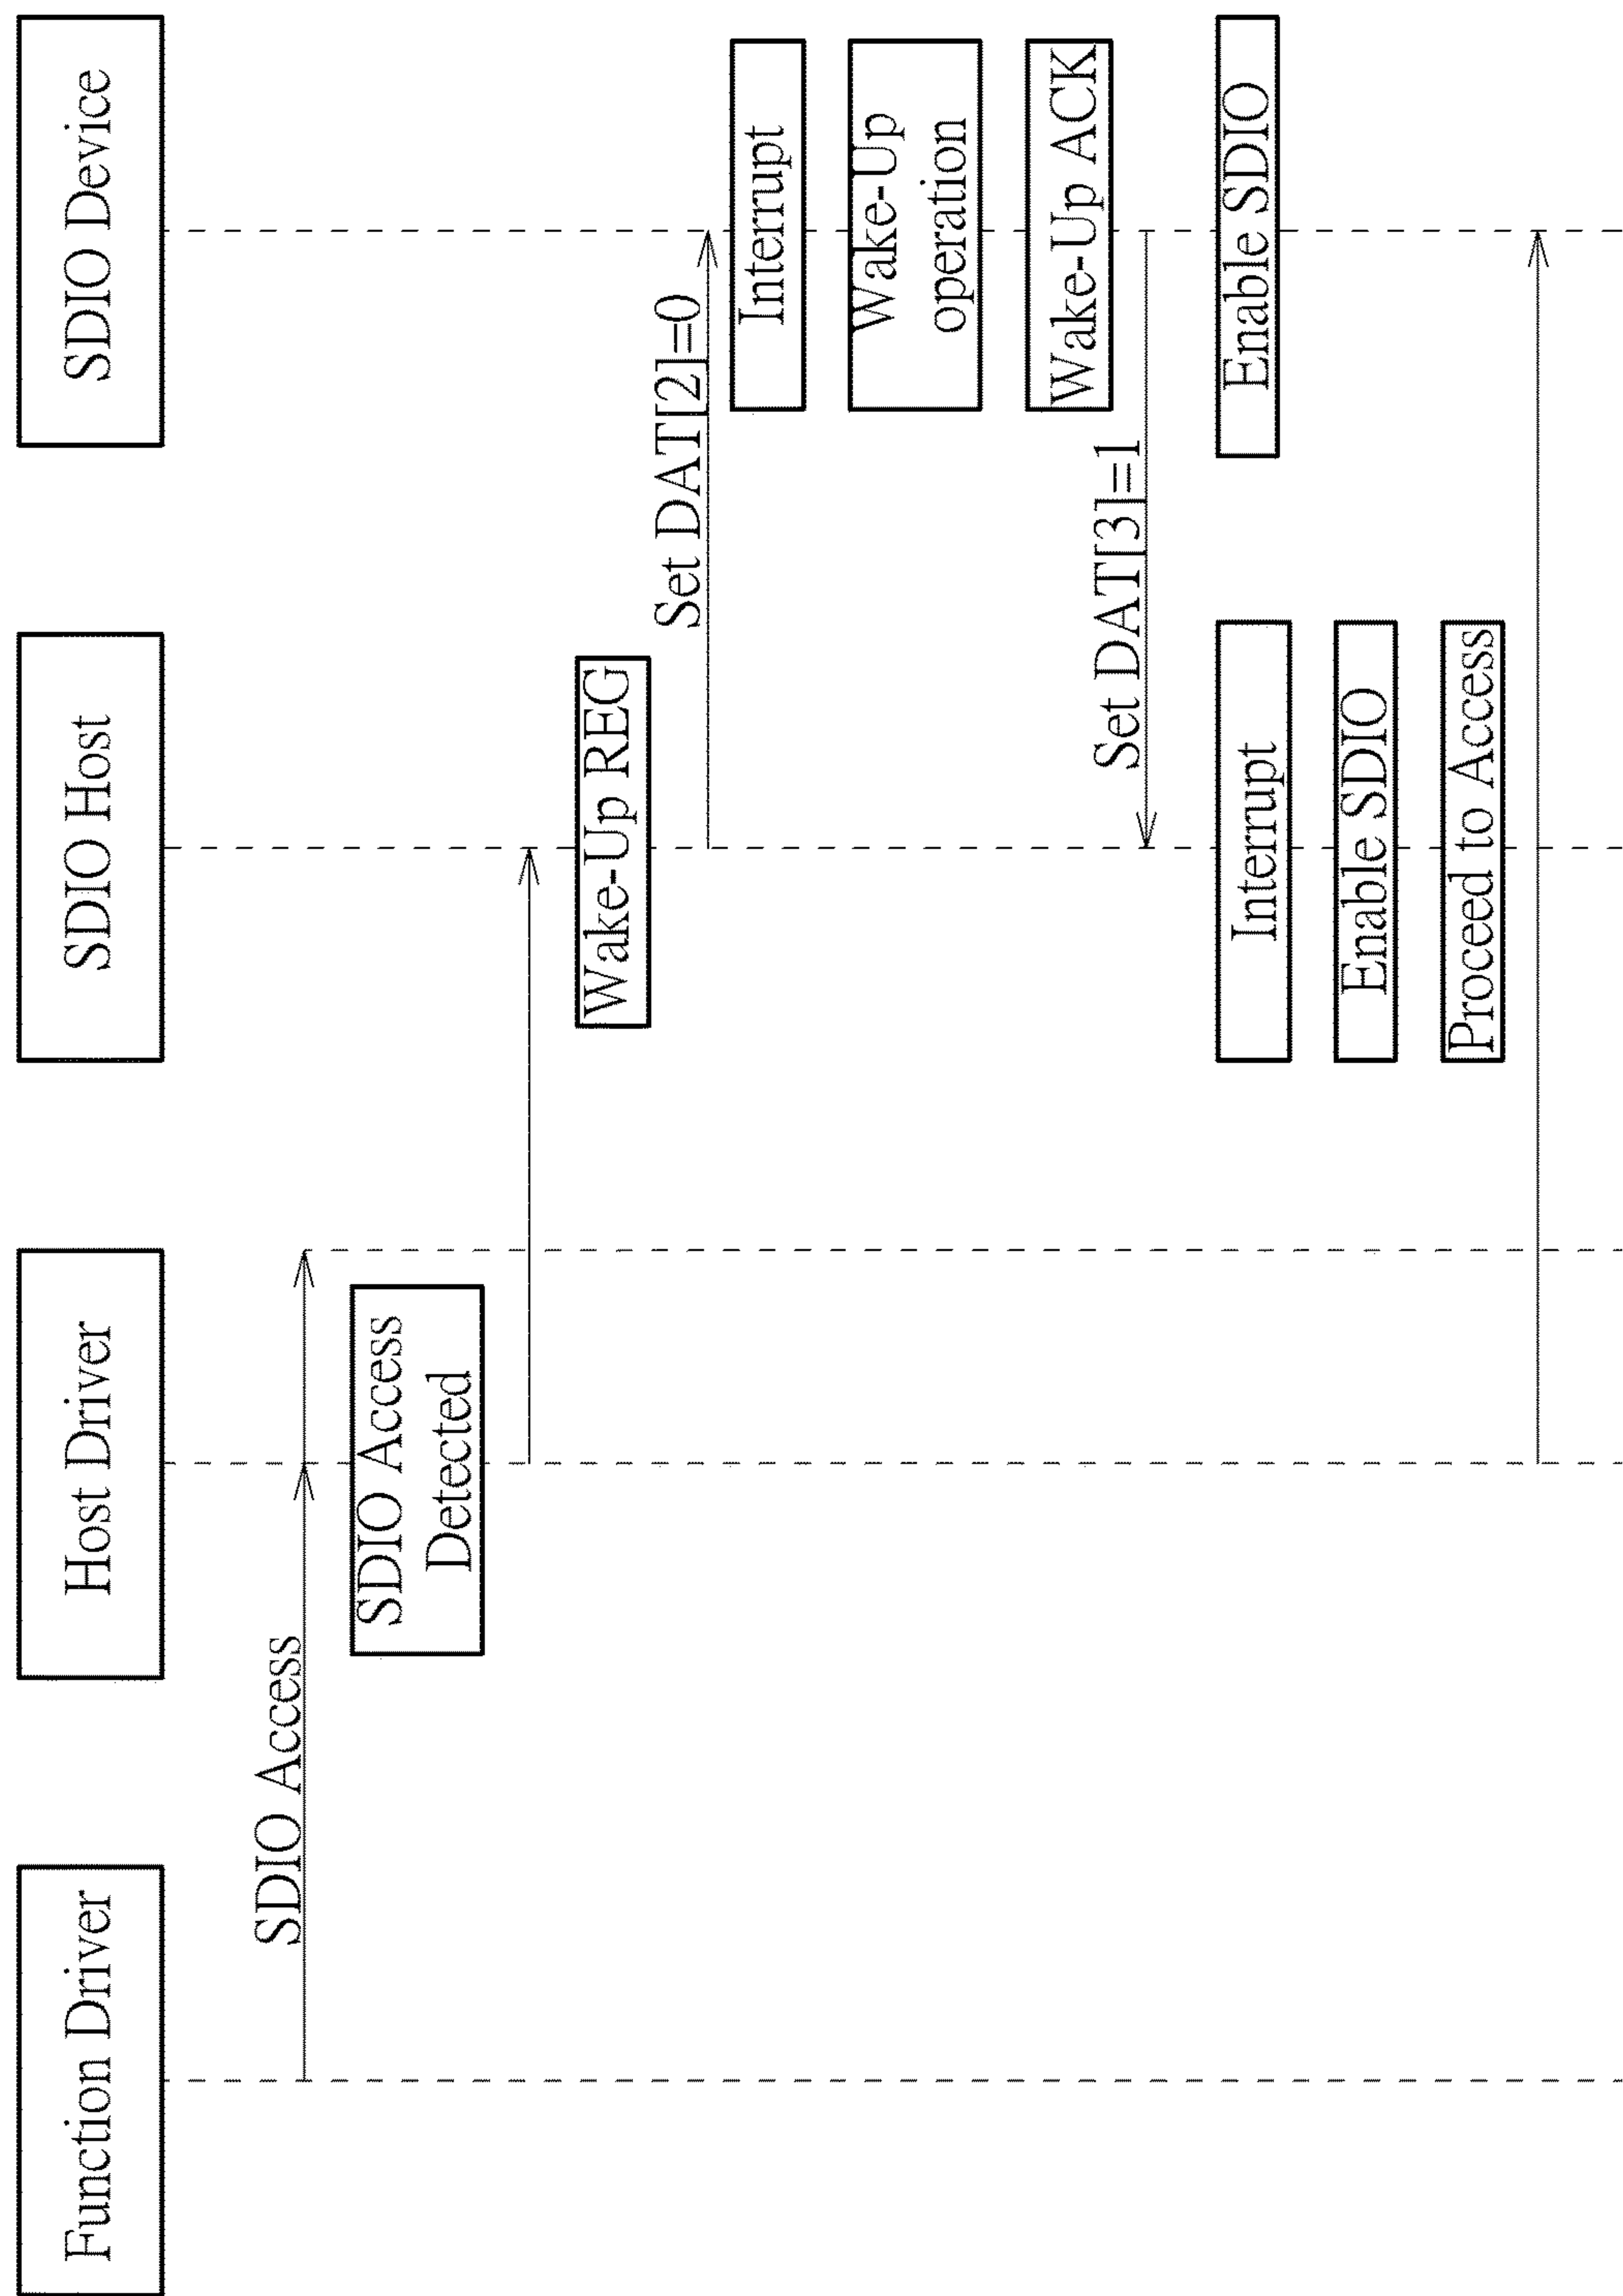 Function Driver
Host Driver
SDIO Host
SDIO Device
SDIO Access
SDIO Access
Detected
Wake-Up REG
Set DAT[2]=0
Interrupt
Wake-Up
operation
Wake-Up ACK
Set DAT[3]=1
Interrupt
Enable SDIO
Enable SDIO
Proceed to Access